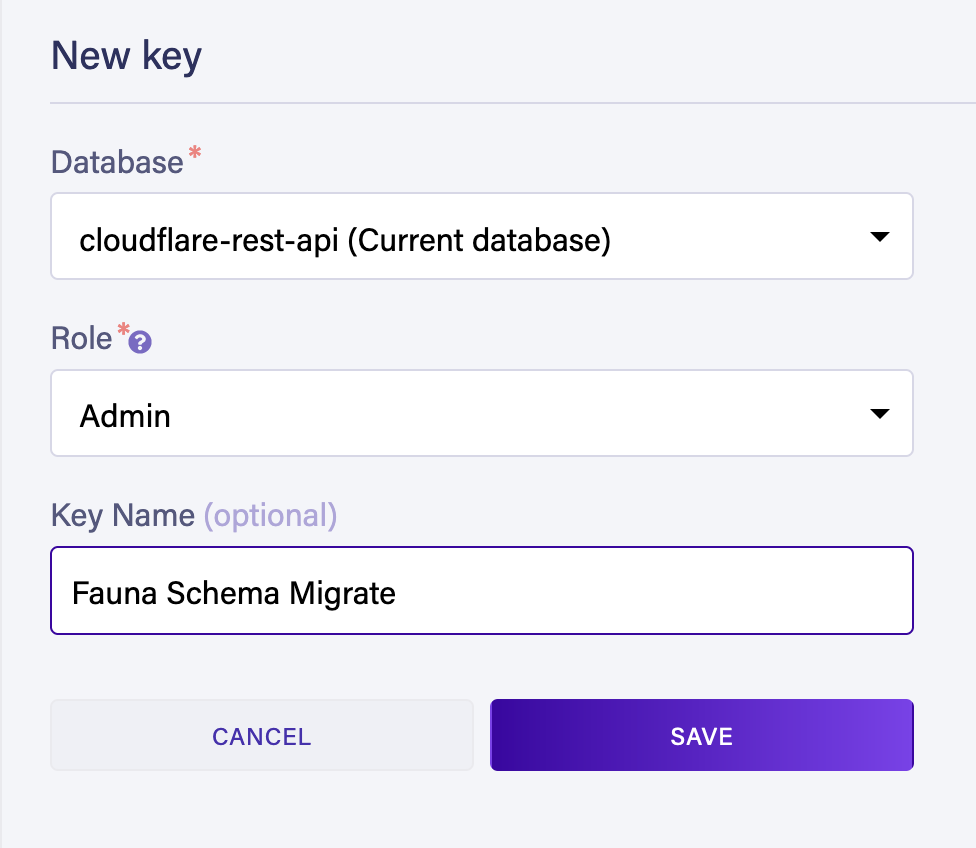 New key
Database *
cloudflare-rest-api (Current database)
Role * ?
Admin
Key Name (optional)
Fauna Schema Migrate
CANCEL
SAVE